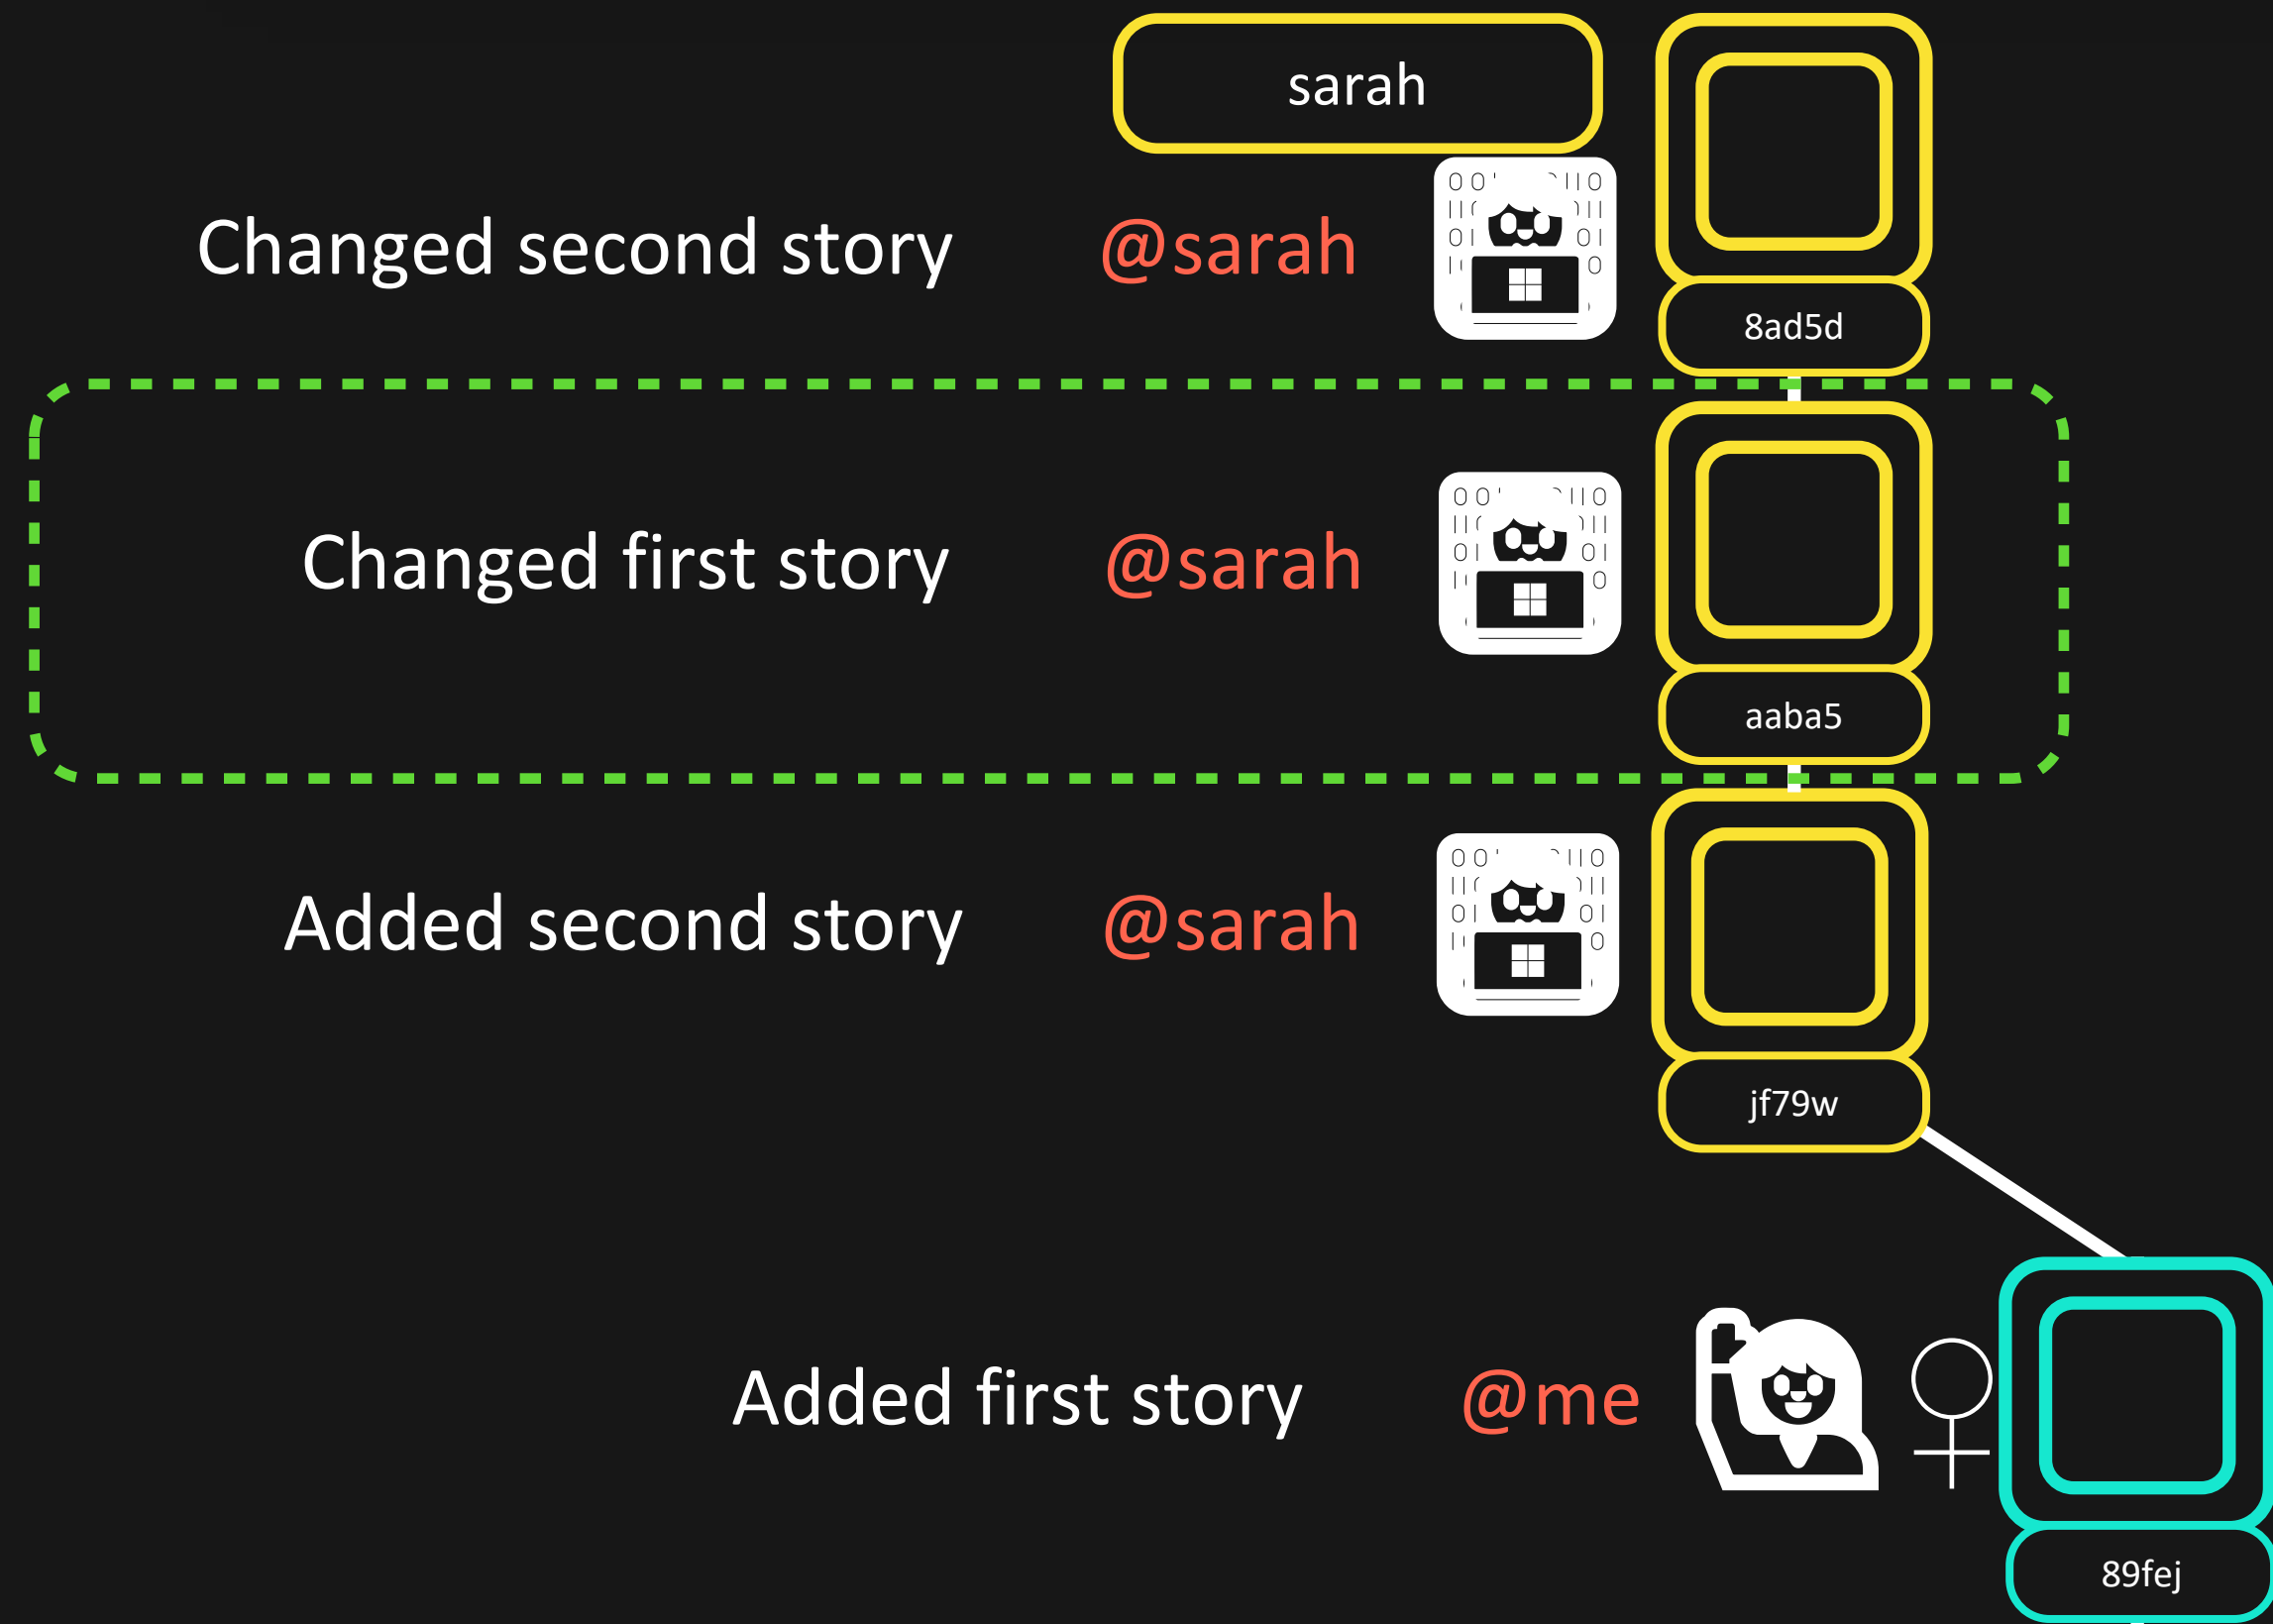 sarah
Changed second story @sarah
8ad5d
Changed first story @sarah
aaba5
Added second story @sarah
jf79w
Added first story @me
89fej